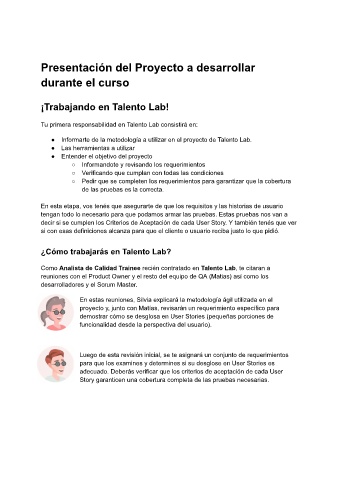 Presentación del Proyecto a desarrollar
durante el curso
¡Trabajando en Talento Lab!
Tu primera responsabilidad en Talento Lab consistirá en:
● Informarte de la metodología a utilizar en el proyecto de Talento Lab.
● Las herramientas a utilizar
● Entender el objetivo del proyecto
○ Informandote y revisando los requerimientos
○ Verificando que cumplan con todas las condiciones
○ Pedir que se completen los requerimientos para garantizar que la cobertura
de las pruebas es la correcta.
En esta etapa, vos tenés que asegurarte de que los requisitos y las historias de usuario
tengan todo lo necesario para que podamos armar las pruebas. Estas pruebas nos van a
decir si se cumplen los Criterios de Aceptación de cada User Story. Y también tenés que ver
si con esas definiciones alcanza para que el cliente o usuario reciba justo lo que pidió.
¿Cómo trabajarás en Talento Lab?
Como Analista de Calidad Trainee recién contratado en Talento Lab, te citaran a
reuniones con el Product Owner y el resto del equipo de QA (Matías) así como los
desarrolladores y el Scrum Master.
En estas reuniones, Silvia explicará la metodología ágil utilizada en el
proyecto y, junto con Matías, revisarán un requerimiento específico para
demostrar cómo se desglosa en User Stories (pequeñas porciones de
funcionalidad desde la perspectiva del usuario).
Luego de esta revisión inicial, se te asignará un conjunto de requerimientos
para que los examines y determines si su desglose en User Stories es
adecuado. Deberás verificar que los criterios de aceptación de cada User
Story garanticen una cobertura completa de las pruebas necesarias.